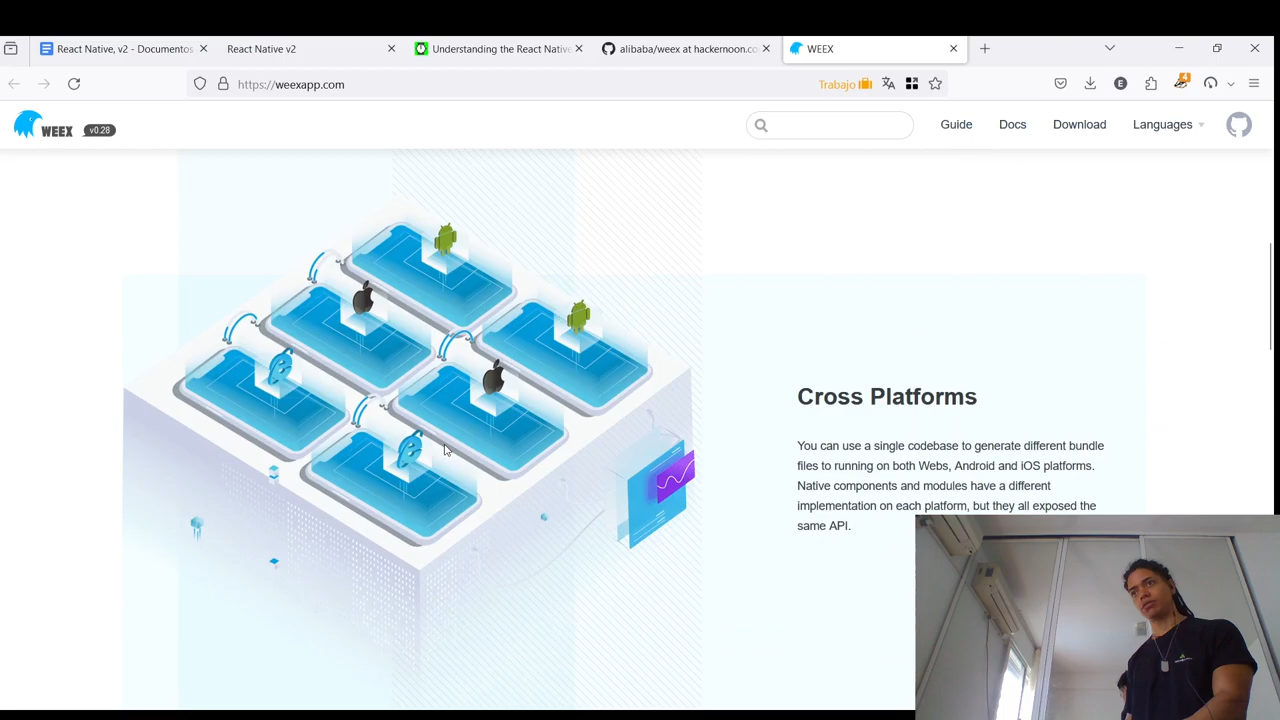 React Native, v2 - Documentos
React Native v2
Understanding the React Native
alibaba/weex at hackernoon.co
WEEX
https://weexapp.com
Trabajo
E
4
WEEX
v0.28
Guide
Docs
Download
Languages
Cross Platforms
You can use a single codebase to generate different bundle
files to running on both Webs, Android and iOS platforms.
Native components and modules have a different
implementation on each platform, but they all exposed the
same API.